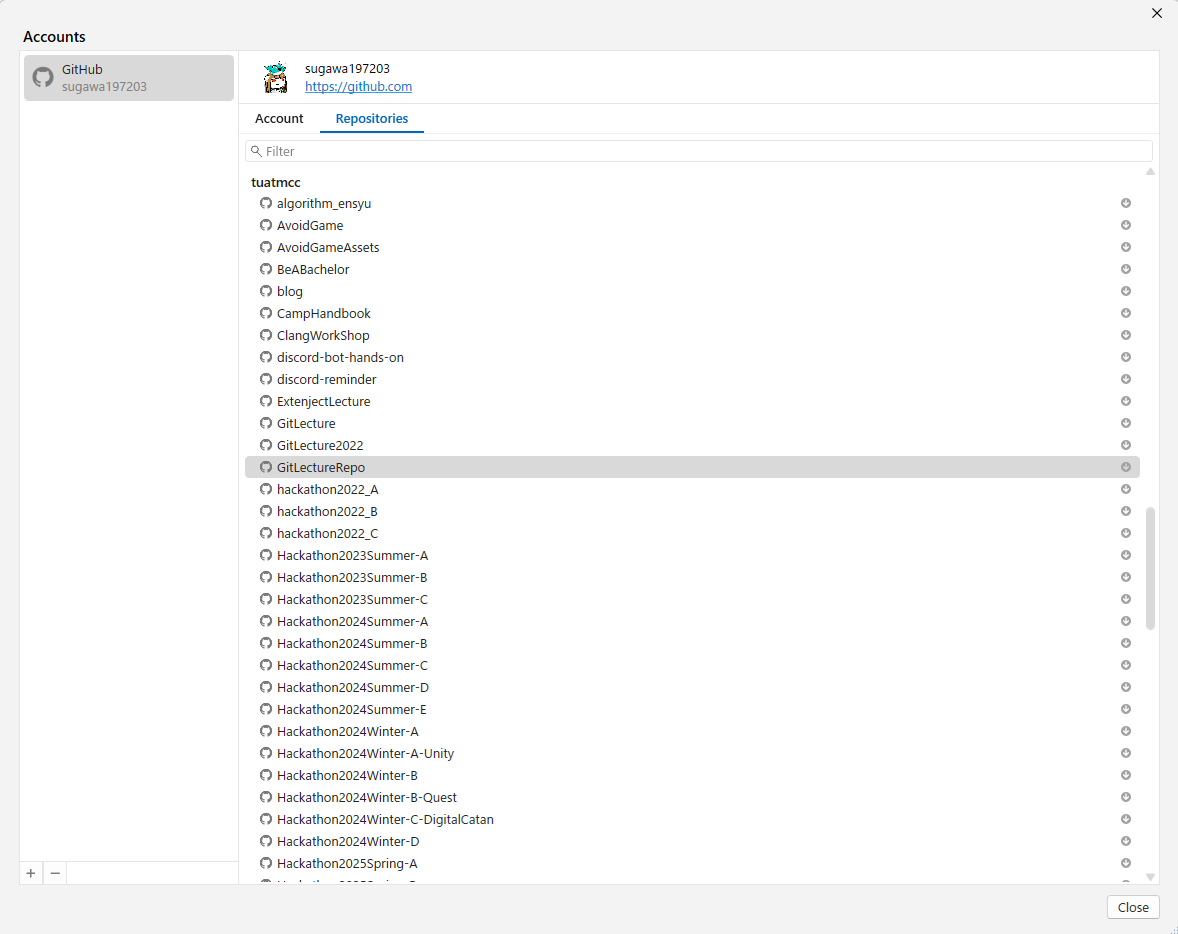 Accounts
GitHub
sugawa197203
sugawa197203
https://github.com
Account Repositories
Filter
tuatmcc
algorithm_ensyu
AvoidGame
AvoidGameAssets
BeABachelor
blog
CampHandbook
ClangWorkShop
discord-bot-hands-on
discord-reminder
ExtenjectLecture
GitLecture
GitLecture2022
GitLectureRepo
hackathon2022_A
hackathon2022_B
hackathon2022_C
Hackathon2023Summer-A
Hackathon2023Summer-B
Hackathon2023Summer-C
Hackathon2024Summer-A
Hackathon2024Summer-B
Hackathon2024Summer-C
Hackathon2024Summer-D
Hackathon2024Summer-E
Hackathon2024Winter-A
Hackathon2024Winter-A-Unity
Hackathon2024Winter-B
Hackathon2024Winter-B-Quest
Hackathon2024Winter-C-DigitalCatan
Hackathon2024Winter-D
Hackathon2025Spring-A
Close